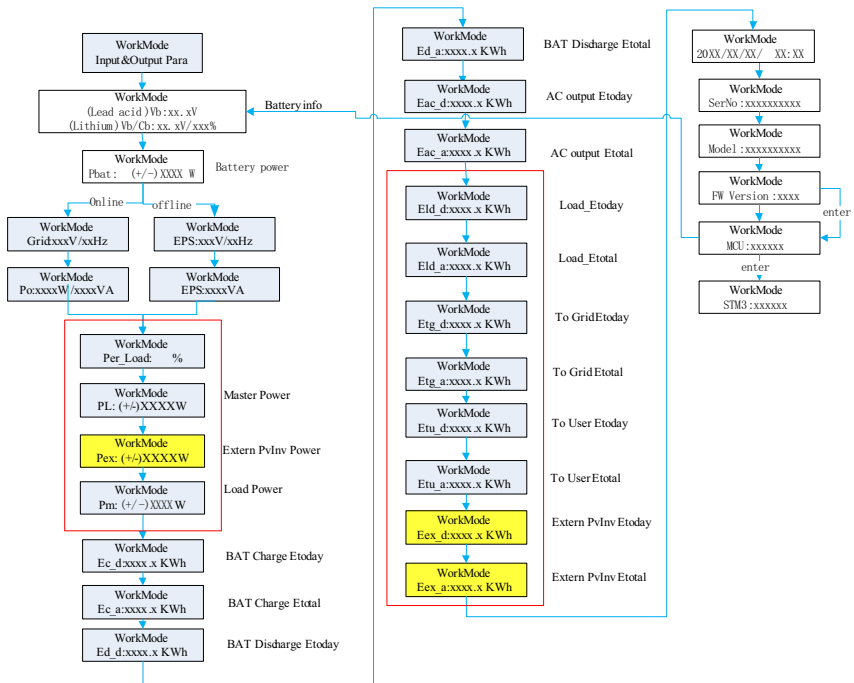 WorkMode
Input&Output Para
WorkMode
(Lead acid)Vb:xx.xV
(Lithium)Vb/Cb:xx.xV/xxx%
Battery info
WorkMode
Pbat: (+/-)XXXX W
Battery power
Online
offline
WorkMode
Grid:xxxV/xxHz
WorkMode
EPS:xxxV/xxHz
WorkMode
Po:xxxxW/xxxxVA
WorkMode
EPS:xxxxVA
WorkMode
Per_Load: %
WorkMode
PL: (+/-)XXXXW
Master Power
WorkMode
Pex: (+/-)XXXXW
Extern PvInv Power
WorkMode
Pm: (+/-)XXXX W
Load Power
WorkMode
Ec_d:xxxx.x KWh
BAT Charge Etoday
WorkMode
Ec_a:xxxx.x KWh
BAT Charge Etotal
WorkMode
Ed_d:xxxx.x KWh
BAT Discharge Etoday
WorkMode
Ed_a:xxxx.x KWh
BAT Discharge Etotal
WorkMode
Eac_d:xxxx.x KWh
AC output Etoday
WorkMode
Eac_a:xxxx.x KWh
AC output Etotal
WorkMode
Eld_d:xxxx.x KWh
Load_Etoday
WorkMode
Eld_a:xxxx.x KWh
Load_Etotal
WorkMode
Etg_d:xxxx.x KWh
To Grid Etoday
WorkMode
Etg_a:xxxx.x KWh
To Grid Etotal
WorkMode
Etu_d:xxxx.x KWh
To User Etoday
WorkMode
Etu_a:xxxx.x KWh
To User Etotal
WorkMode
Eex_d:xxxx.x KWh
Extern PvInv Etoday
WorkMode
Eex_a:xxxx.x KWh
Extern PvInv Etotal
WorkMode
20XX/XX/XX/ XX:XX
WorkMode
SerNo:xxxxxxxxxx
WorkMode
Model:xxxxxxxxxx
WorkMode
FW Version:xxxx
enter
WorkMode
MCU:xxxxxx
enter
WorkMode
STM3:xxxxxx